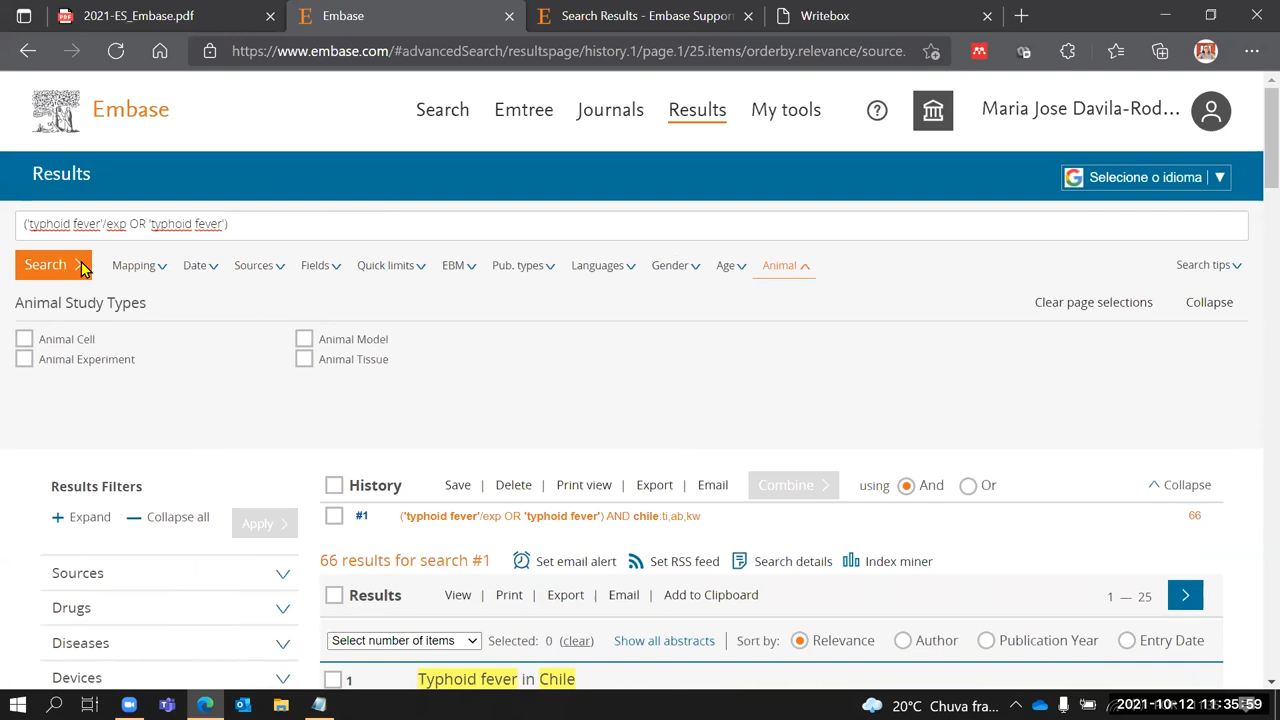 2021-ES_Embase.pdf
Embase
Search Results - Embase Support
Writebox
https://www.embase.com/#advancedSearch/resultspage/history.1/page.1/25.items/orderby.relevance/source.
Embase
Search
Emtree
Journals
Results
My tools
Maria Jose Davila-Rod...
Results
Selecione o idioma
('typhoid fever'/exp OR 'typhoid fever')
Search
Mapping
Date
Sources
Fields
Quick limits
EBM
Pub. types
Languages
Gender
Age
Animal
Search tips
Animal Study Types
Clear page selections
Collapse
Animal Cell
Animal Model
Animal Experiment
Animal Tissue
Results Filters
History
Save | Delete | Print view | Export | Email
Combine
using
And
Or
Collapse
Expand
Collapse all
Apply
#1
('typhoid fever'/exp OR 'typhoid fever') AND chile:ti,ab,kw
66
66 results for search #1
Set email alert
Set RSS feed
Search details
Index miner
Sources
Results
View | Print | Export | Email
Add to Clipboard
1 — 25
Drugs
Diseases
Select number of items
Selected: 0 (clear)
Show all abstracts
Sort by:
Relevance
Author
Publication Year
Entry Date
Devices
1
Typhoid fever in Chile
20°C Chuva fra...
2021-10-12 11:35:59